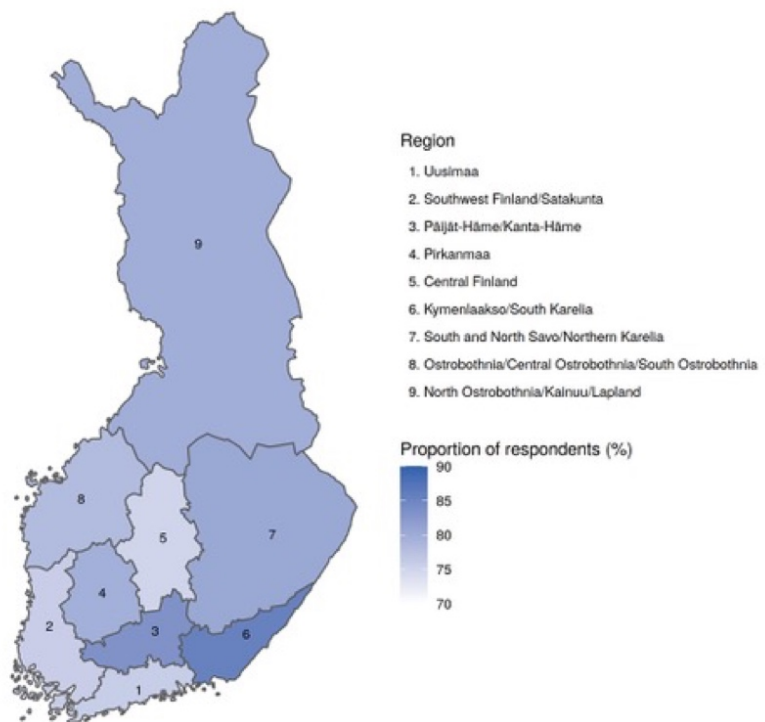 9
8
5
7
4
2
3
6
1
Region
1. Uusimaa
2. Southwest Finland/Satakunta
3. Päijät-Häme/Kanta-Häme
4. Pirkanmaa
5. Central Finland
6. Kymenlaakso/South Karelia
7. South and North Savo/Northern Karelia
8. Ostrobothnia/Central Ostrobothnia/South Ostrobothnia
9. North Ostrobothnia/Kainuu/Lapland
Proportion of respondents (%)
90
85
80
75
70